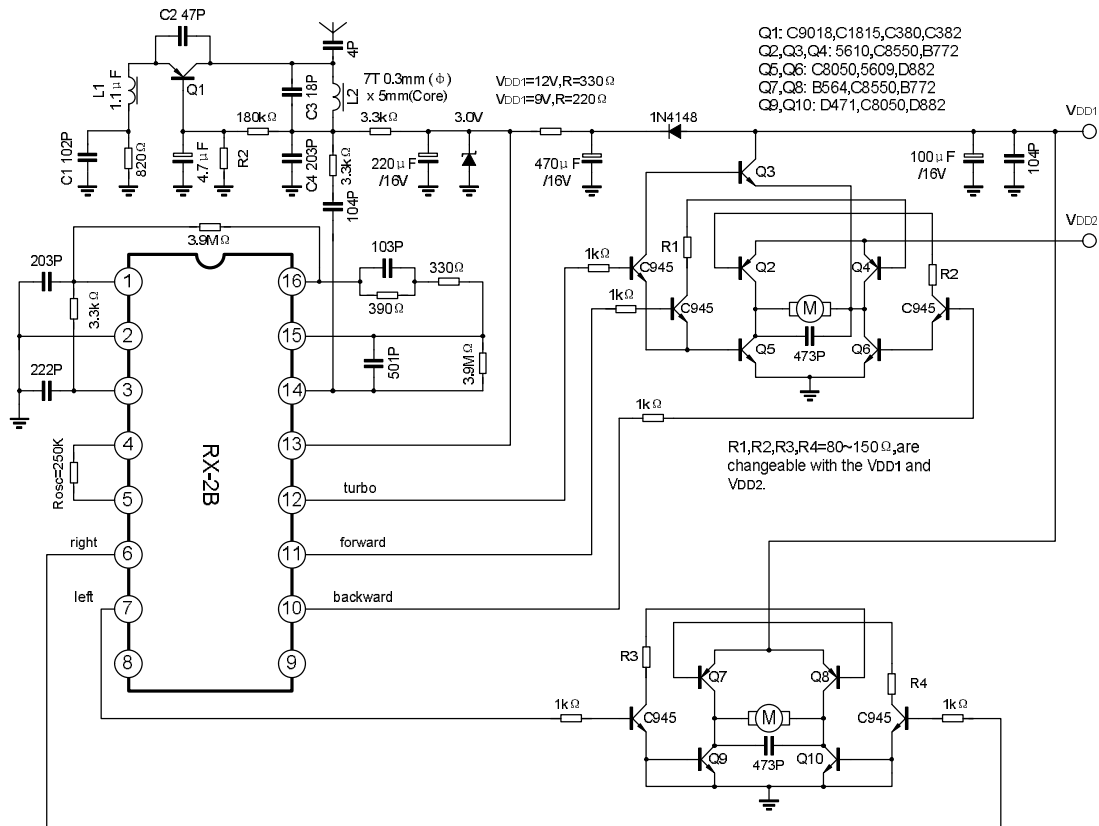 C2 47P
4P
Q1: C9018,C1815,C380,C382
Q2,Q3,Q4: 5610,C8550,B772
Q5,Q6: C8050,5609,D882
Q7,Q8: B564,C8550,B772
Q9,Q10: D471,C8050,D882
L1
1.1μF
Q1
C3 18P
L2
7T 0.3mm (ϕ)
x 5mm(Core)
VDD1=12V,R=330Ω
VDD1=9V,R=220Ω
180kΩ
3.3kΩ
3.0V
1N4148
VDD1
C1 102P
820Ω
4.7μF
R2
C4 203P
3.3kΩ
220μF
/16V
470μF
/16V
100μF
/16V
104P
Q3
104P
VDD2
3.9MΩ
103P
330Ω
390Ω
203P
3.3kΩ
222P
501P
3.9MΩ
1kΩ
C945
R1
Q2
Q4
R2
1kΩ
C945
M
C945
473P
Q5
Q6
1kΩ
1
2
3
4
5
6
7
8
16
15
14
13
12
11
10
9
RX-2B
Rosc=250K
R1,R2,R3,R4=80~150Ω,are
changeable with the VDD1 and
VDD2.
turbo
right
forward
left
backward
R3
Q7
Q8
R4
1kΩ
C945
M
C945
1kΩ
Q9
473P
Q10